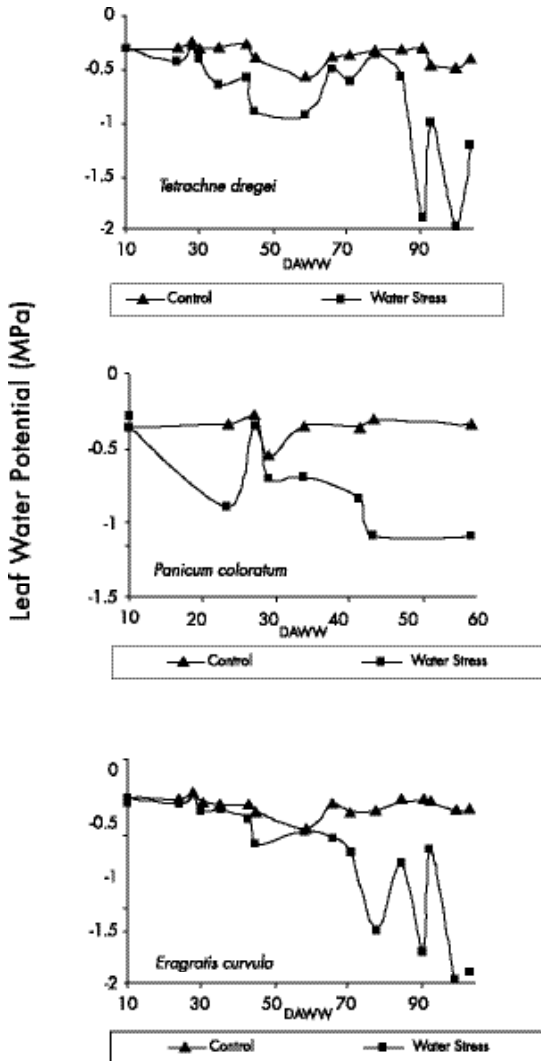 Leaf Water Potential (MPa)
0
-0.5
-1
-1.5
-2
10 30 50 70 90
DAWW
Tetrachne dregei
Control Water Stress
0
-0.5
-1
-1.5
10 20 30 40 50 60
DAWW
Panicum coloratum
Control Water Stress
0
-0.5
-1
-1.5
-2
10 30 50 70 90
DAWW
Eragratis curvula
Control Water Stress